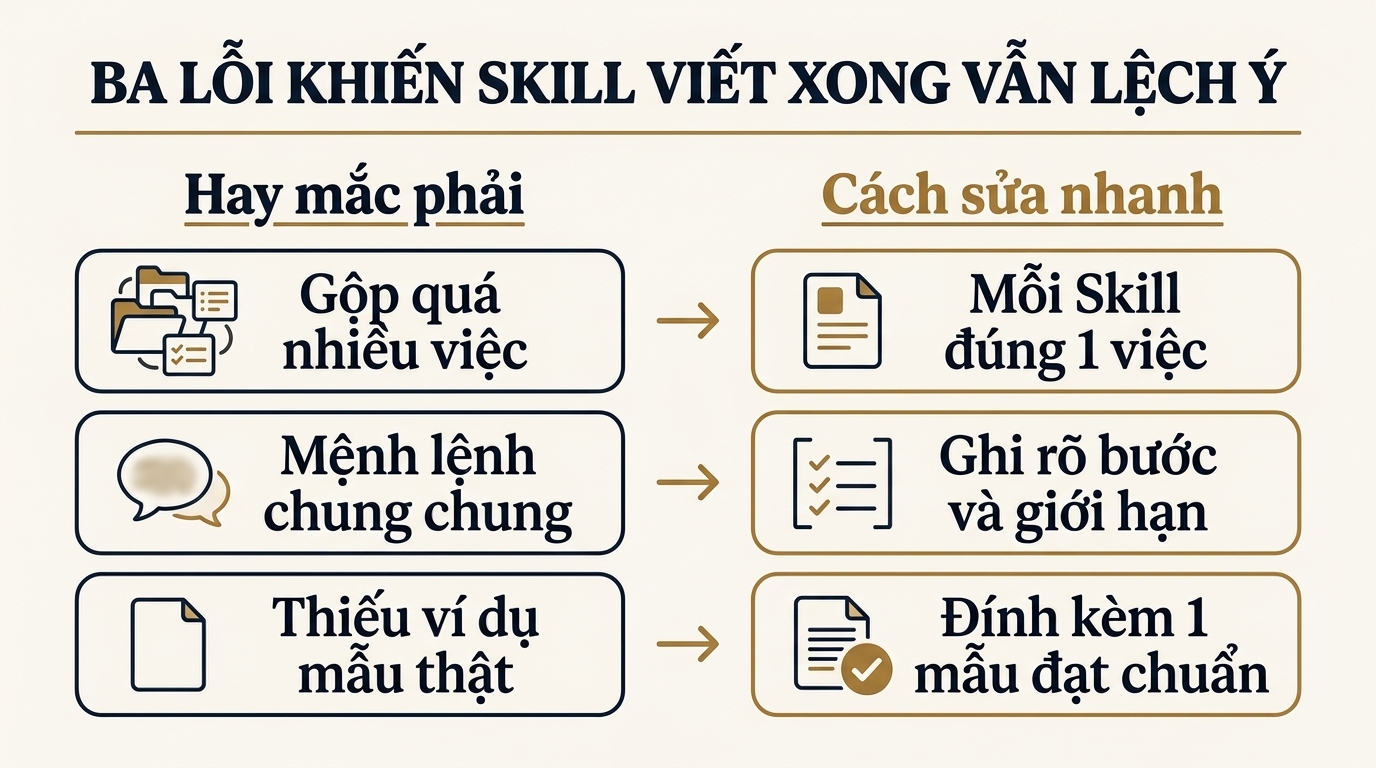 BA LỖI KHIẾN SKILL VIẾT XONG VẪN LỆCH Ý
Hay mắc phải
Cách sửa nhanh
Gộp quá
nhiều việc
Mỗi Skill
đúng 1 việc
Mệnh lệnh
chung chung
Ghi rõ bước
và giới hạn
Thiếu ví dụ
mẫu thật
Đính kèm 1
mẫu đạt chuẩn